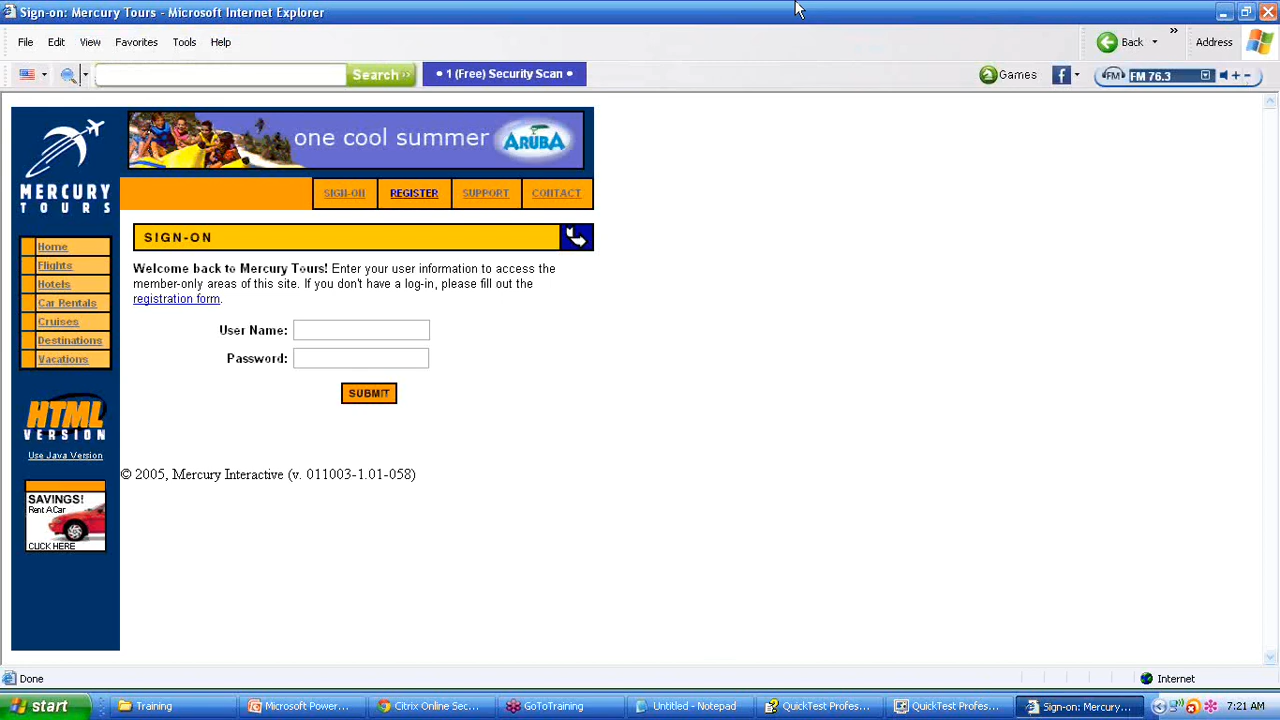 Sign-on: Mercury Tours - Microsoft Internet Explorer
File Edit View Favorites Tools Help
Back » Address
Search »
• 1 (Free) Security Scan •
Games
FM FM 76.3
MERCURY
TOURS
one cool summer ARUBA
SIGN-ON REGISTER SUPPORT CONTACT
Home
Flights
Hotels
Car Rentals
Cruises
Destinations
Vacations
SIGN-ON
Welcome back to Mercury Tours! Enter your user information to access the
member-only areas of this site. If you don't have a log-in, please fill out the
registration form.
User Name:
Password:
SUBMIT
HTML
VERSION
Use Java Version
© 2005, Mercury Interactive (v. 011003-1.01-058)
SAVINGS!
Rent A Car
CLICK HERE
Done Internet
start Training Microsoft Power... Citrix Online Sec... GoToTraining Untitled - Notepad QuickTest Profes... QuickTest Profes... Sign-on: Mercury... 7:21 AM